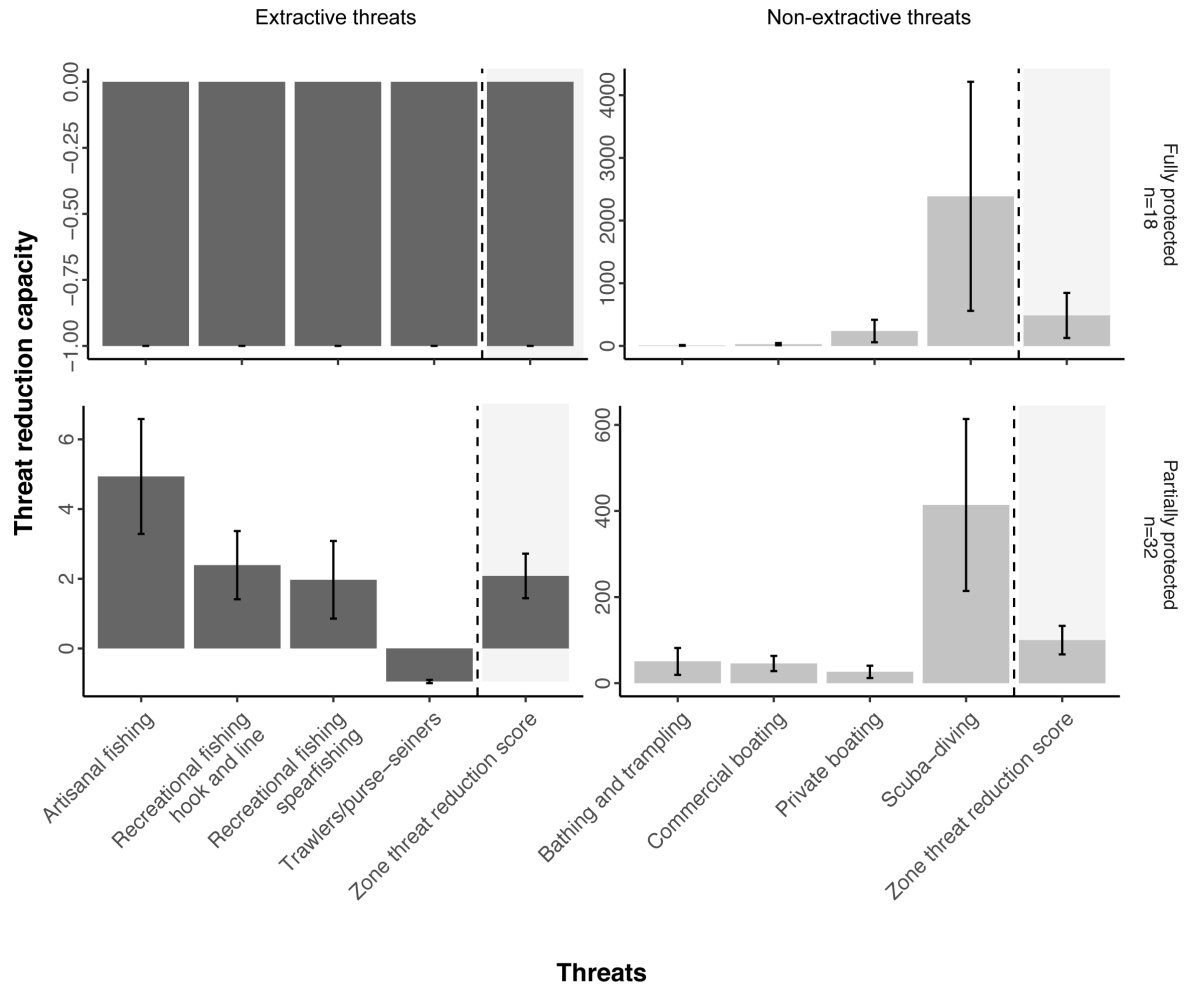 Extractive threats
Non-extractive threats
Threat reduction capacity
0.00
−0.25
−0.50
−0.75
−1.00
4000
3000
2000
1000
0
Fully protected
n=18
6
4
2
0
600
400
200
0
Partially protected
n=32
Artisanal fishing
Recreational fishing
hook and line
Recreational fishing
spearfishing
Trawlers/purse−seiners
Zone threat reduction score
Bathing and trampling
Commercial boating
Private boating
Scuba−diving
Zone threat reduction score
Threats